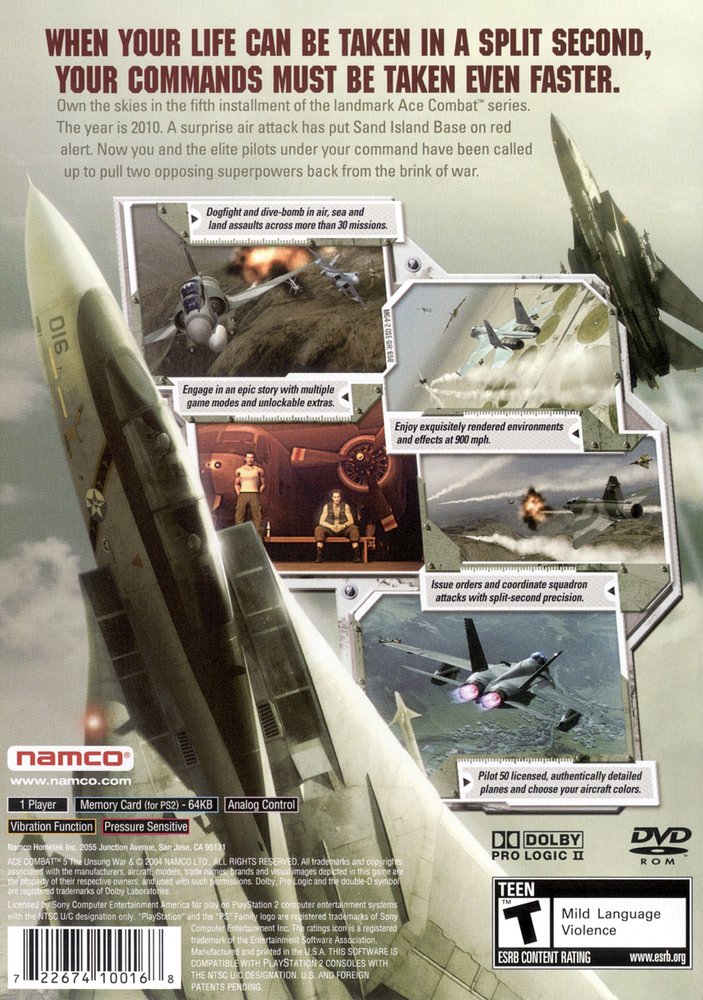 WHEN YOUR LIFE CAN BE TAKEN IN A SPLIT SECOND,
YOUR COMMANDS MUST BE TAKEN EVEN FASTER.
Own the skies in the fifth installment of the landmark Ace Combat™ series.
The year is 2010. A surprise air attack has put Sand Island Base on red
alert. Now you and the elite pilots under your command have been called
up to pull two opposing superpowers back from the brink of war.
Dogfight and dive-bomb in air, sea and
land assaults across more than 30 missions.
016
Engage in an epic story with multiple
game modes and unlockable extras.
Enjoy exquisitely rendered environments
and effects at 900 mph.
Issue orders and coordinate squadron
attacks with split-second precision.
Pilot 50 licensed, authentically detailed
planes and choose your aircraft colors.
namco®
www.namco.com
1 Player
Memory Card (for PS2) - 64KB
Analog Control
Vibration Function
Pressure Sensitive
Namco Hometek Inc. 2055 Junction Avenue, San Jose, CA 95131
ACE COMBAT™ 5 The Unsung War & © 2004 NAMCO LTD., ALL RIGHTS RESERVED. All trademarks and copyrights
associated with the manufacturers, aircraft, models, trade names, brands and visual images depicted in this game are
the property of their respective owners, and used with such permissions. Dolby, Pro Logic and the double-D symbol
are registered trademarks of Dolby Laboratories.
Licensed by Sony Computer Entertainment America for play on PlayStation 2 computer entertainment systems
with the NTSC U/C designation only. "PlayStation" and the "PS" Family logo are registered trademarks of Sony
Computer Entertainment Inc. The ratings icon is a registered
trademark of the Entertainment Software Association.
Manufactured and printed in the U.S.A. THIS SOFTWARE IS
COMPATIBLE WITH PLAYSTATION 2 CONSOLES WITH
THE NTSC U/C DESIGNATION. U.S. AND FOREIGN
PATENTS PENDING.
7 22674 10016 8
DOLBY
PRO LOGIC II
DVD
ROM
TEEN
T
Mild Language
Violence
ESRB CONTENT RATING
www.esrb.org